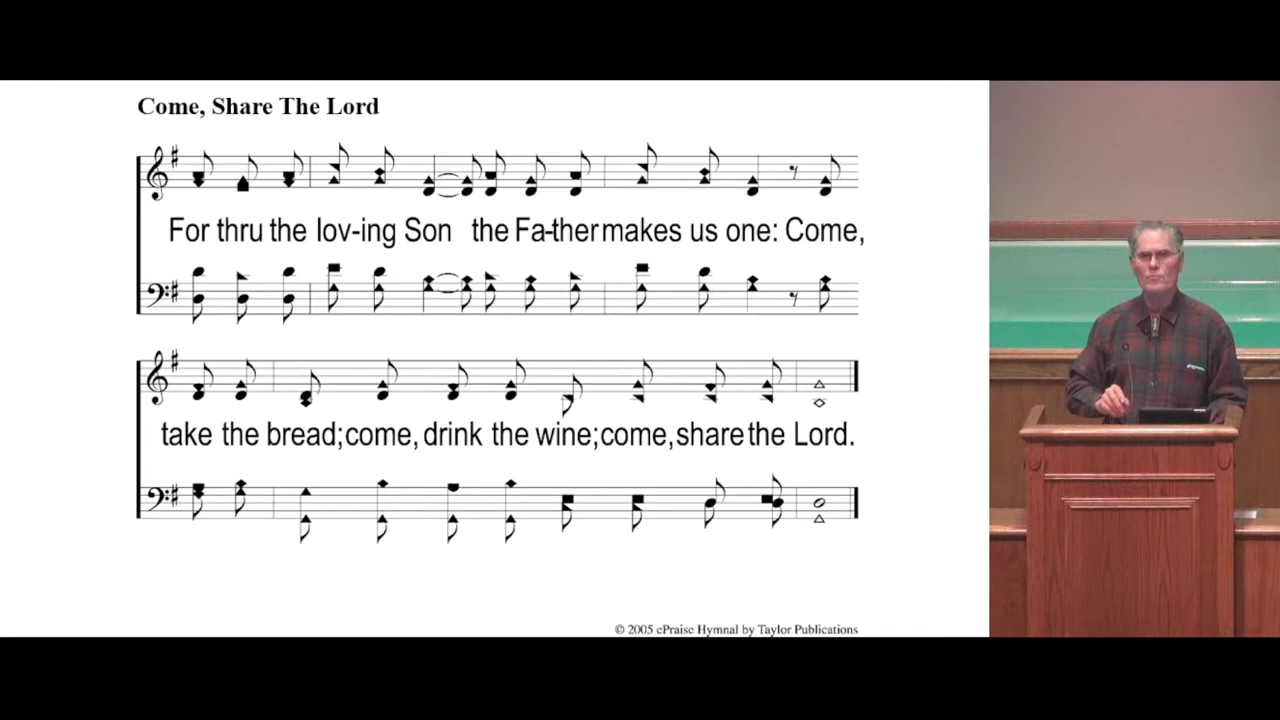 Come, Share The Lord
For thru the lov-ing Son the Fa-ther makes us one: Come,
take the bread; come, drink the wine; come, share the Lord.
© 2005 ePraise Hymnal by Taylor Publications